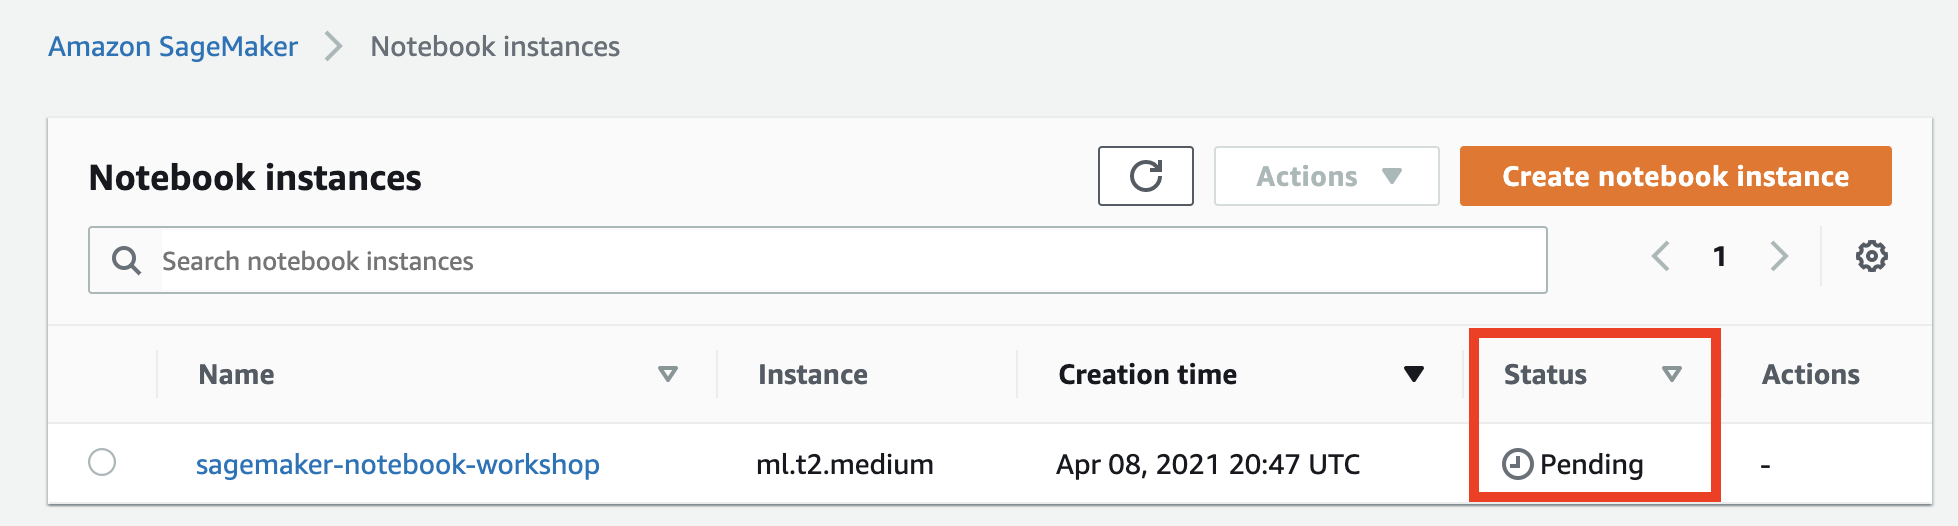 Amazon SageMaker > Notebook instances
Notebook instances Actions Create notebook instance
Search notebook instances 1
Name Instance Creation time Status Actions
sagemaker-notebook-workshop ml.t2.medium Apr 08, 2021 20:47 UTC Pending -